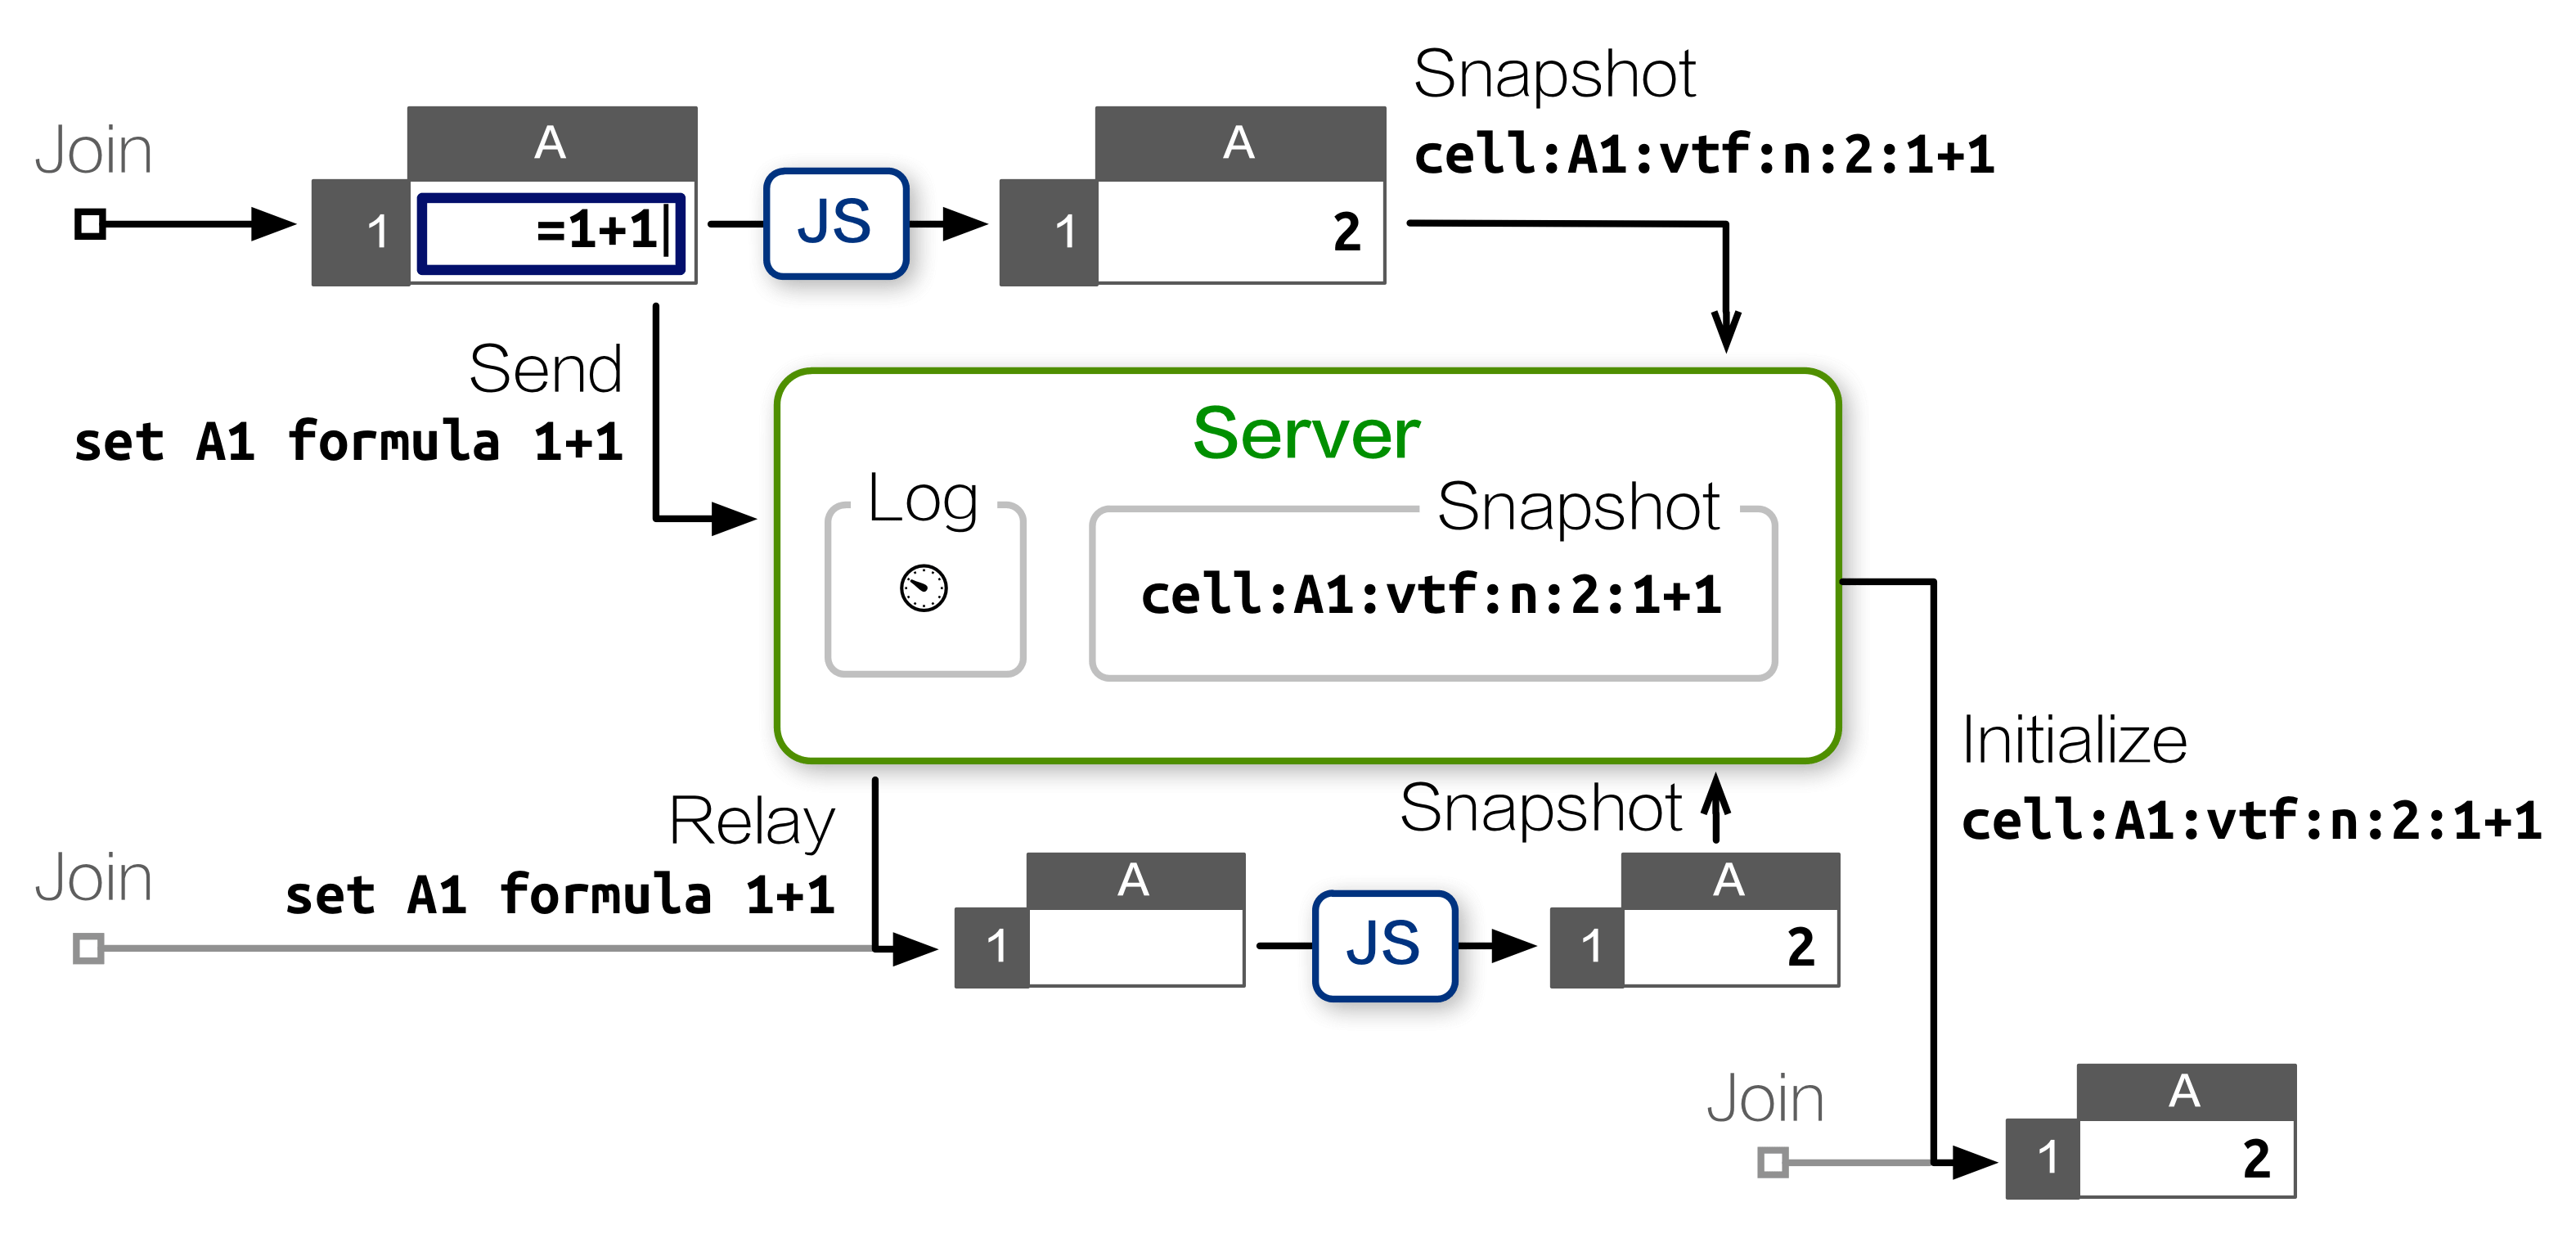 Join
A
1
=1+1
JS
A
1
2
Snapshot
cell:A1:vtf:n:2:1+1
Send
set A1 formula 1+1
Server
Log
Snapshot
cell:A1:vtf:n:2:1+1
Initialize
cell:A1:vtf:n:2:1+1
Relay
set A1 formula 1+1
Join
A
1
JS
Snapshot
A
1
2
Join
A
1
2